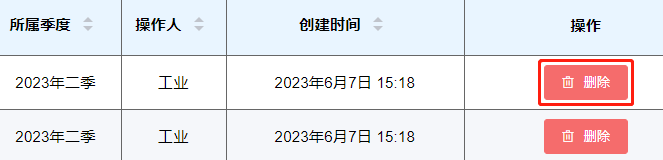 所属季度 操作人 创建时间 操作
2023年二季 工业 2023年6月7日 15:18 删除
2023年二季 工业 2023年6月7日 15:18 删除